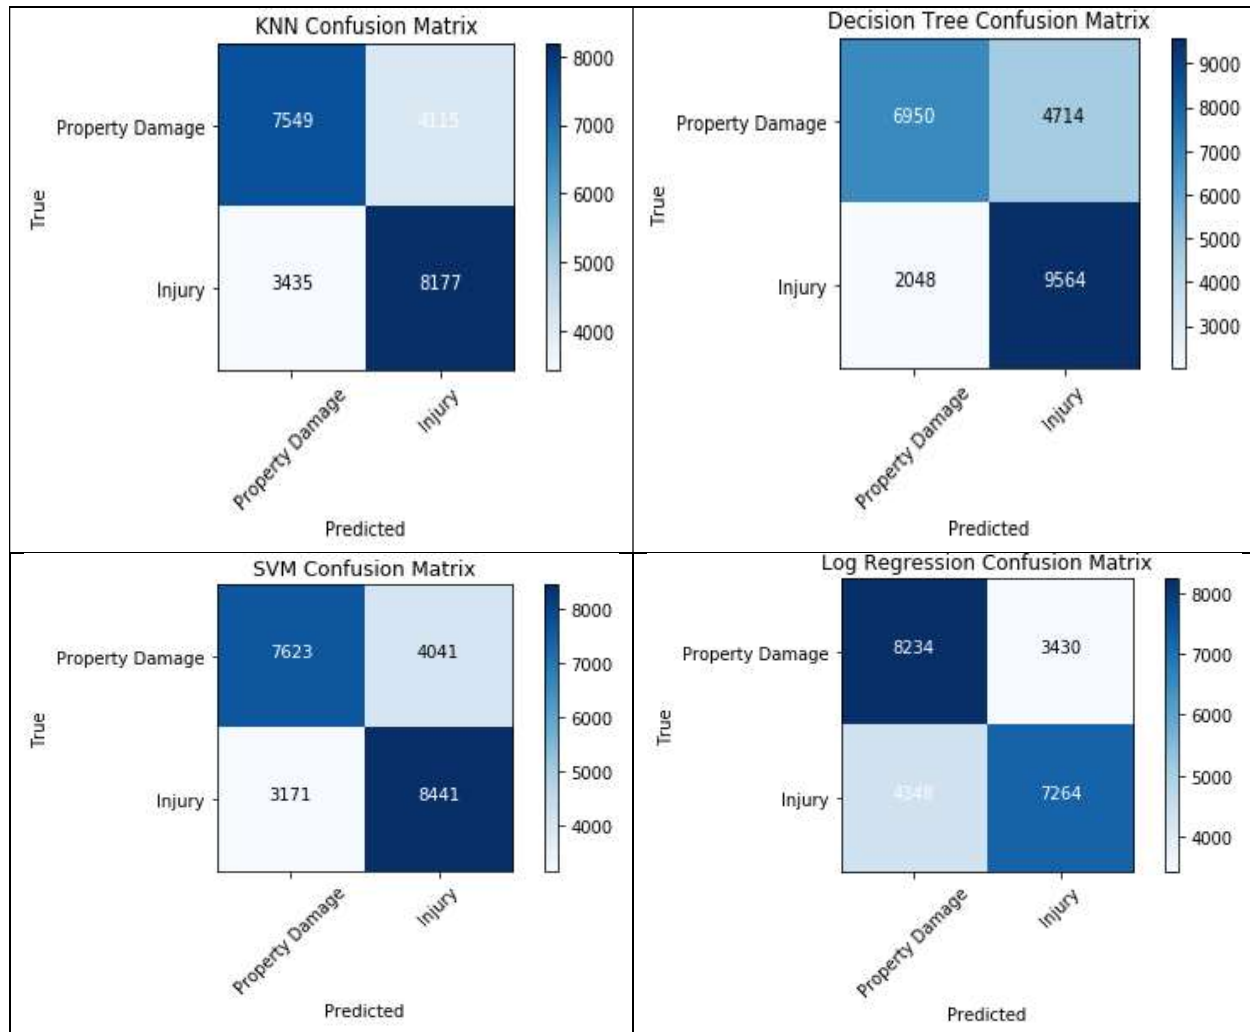 KNN Confusion Matrix
Property Damage
7549
4115
8000
7000
6000
5000
4000
True
Injury
3435
8177
Property Damage
Injury
Predicted
Decision Tree Confusion Matrix
Property Damage
6950
4714
9000
8000
7000
6000
5000
4000
3000
True
Injury
2048
9564
Property Damage
Injury
Predicted
SVM Confusion Matrix
Property Damage
7623
4041
8000
7000
6000
5000
4000
True
Injury
3171
8441
Property Damage
Injury
Predicted
Log Regression Confusion Matrix
Property Damage
8234
3430
8000
7000
6000
5000
4000
True
Injury
4348
7264
Property Damage
Injury
Predicted